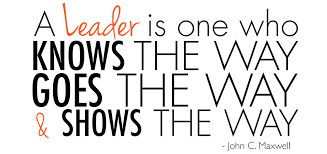 A Leader is one who
KNOWS THE WAY
GOES THE WAY
& SHOWS THE WAY
- John C. Maxwell